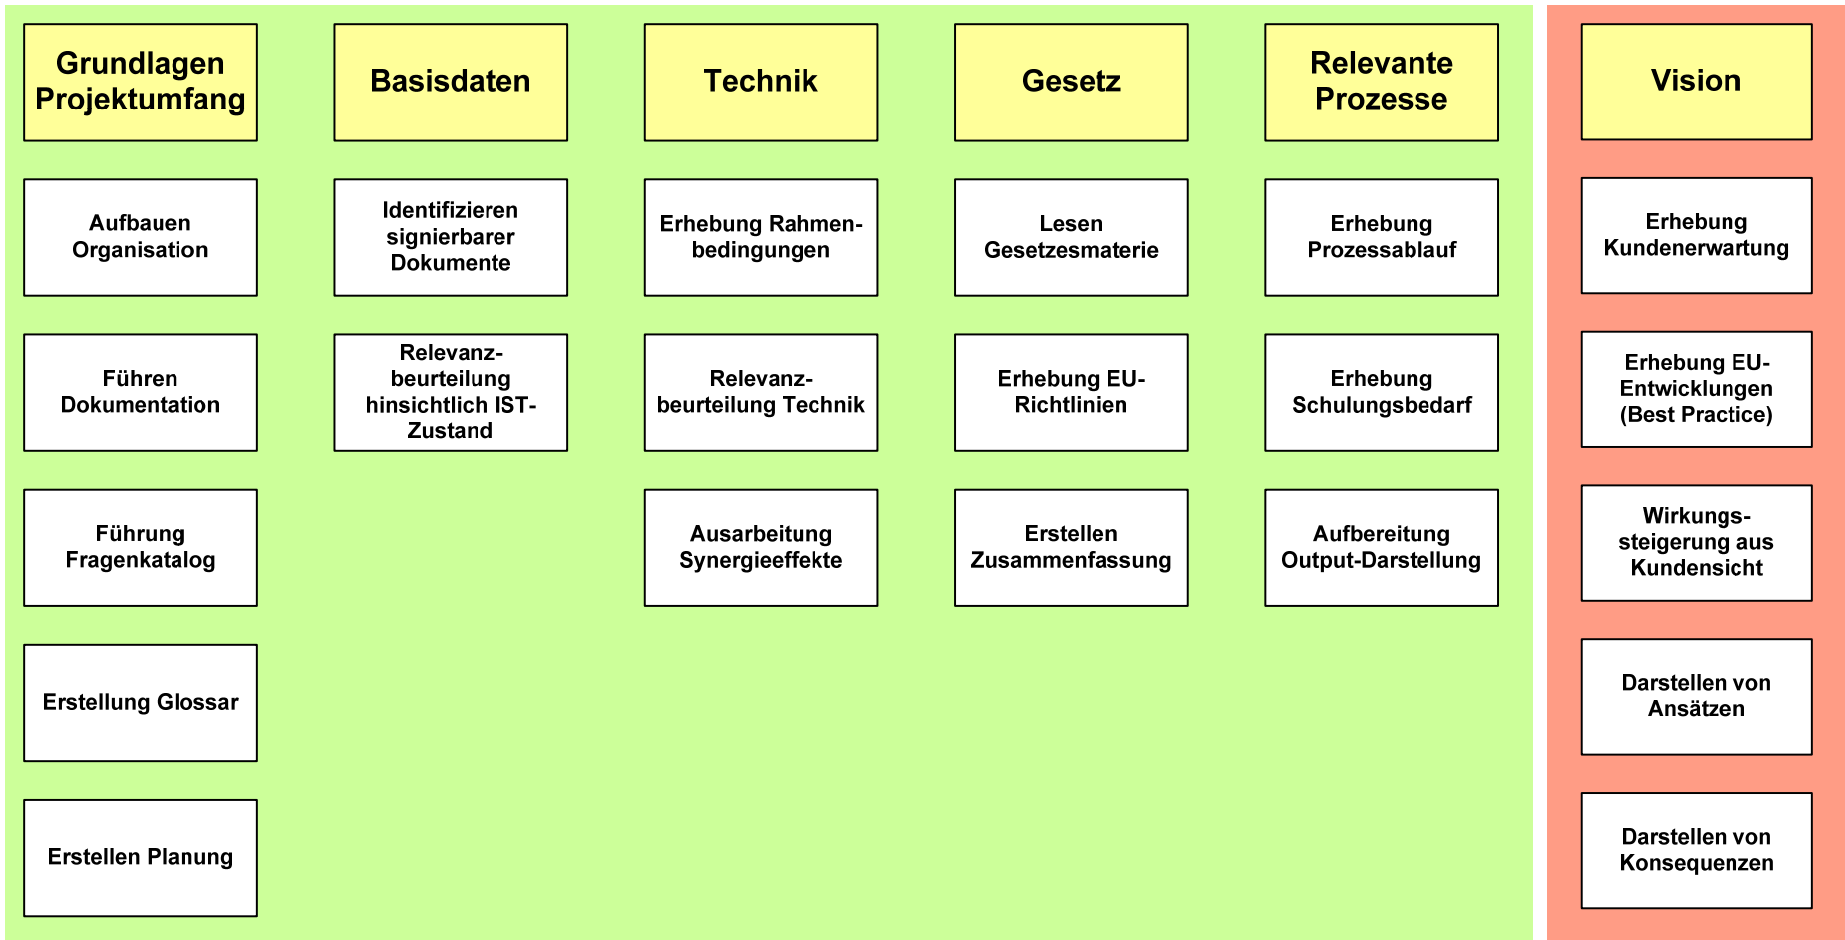 Grundlagen
Projektumfang
Aufbauen
Organisation
Führen
Dokumentation
Führung
Fragenkatalog
Erstellung Glossar
Erstellen Planung
Basisdaten
Identifizieren
signierbarer
Dokumente
Relevanz-
beurteilung
hinsichtlich IST-
Zustand
Technik
Erhebung Rahmen-
bedingungen
Relevanz-
beurteilung Technik
Ausarbeitung
Synergieeffekte
Gesetz
Lesen
Gesetzesmaterie
Erhebung EU-
Richtlinien
Erstellen
Zusammenfassung
Relevante
Prozesse
Erhebung
Prozessablauf
Erhebung
Schulungsbedarf
Aufbereitung
Output-Darstellung
Vision
Erhebung
Kundenerwartung
Erhebung EU-
Entwicklungen
(Best Practice)
Wirkungs-
steigerung aus
Kundensicht
Darstellen von
Ansätzen
Darstellen von
Konsequenzen